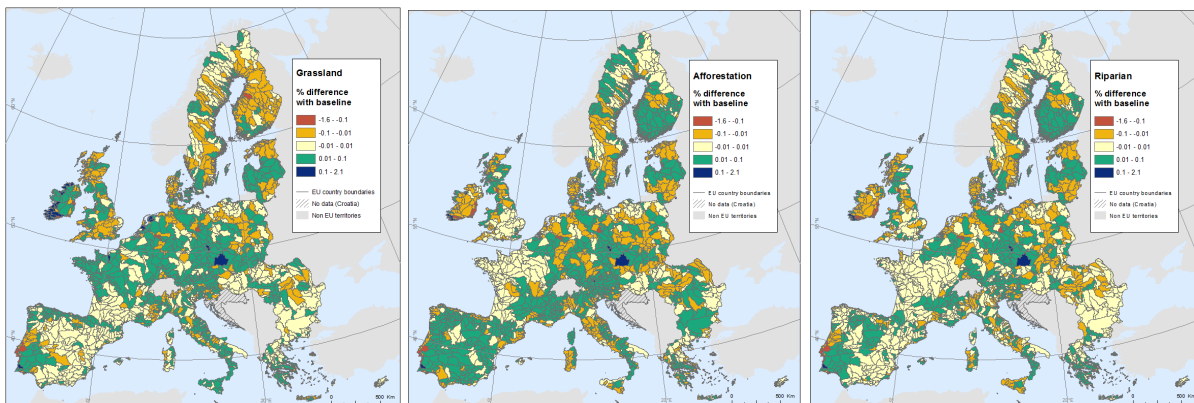 Grassland
% difference
with baseline
-1.6 - -0.1
-0.1 - -0.01
-0.01 - 0.01
0.01 - 0.1
0.1 - 2.1
EU country boundaries
No data (Croatia)
Non EU territories
500 Km
Afforestation
% difference
with baseline
-1.6 - -0.1
-0.1 - -0.01
-0.01 - 0.01
0.01 - 0.1
0.1 - 2.1
EU country boundaries
No data (Croatia)
Non EU territories
500 Km
Riparian
% difference
with baseline
-1.6 - -0.1
-0.1 - -0.01
-0.01 - 0.01
0.01 - 0.1
0.1 - 2.1
EU country boundaries
No data (Croatia)
Non EU territories
500 Km